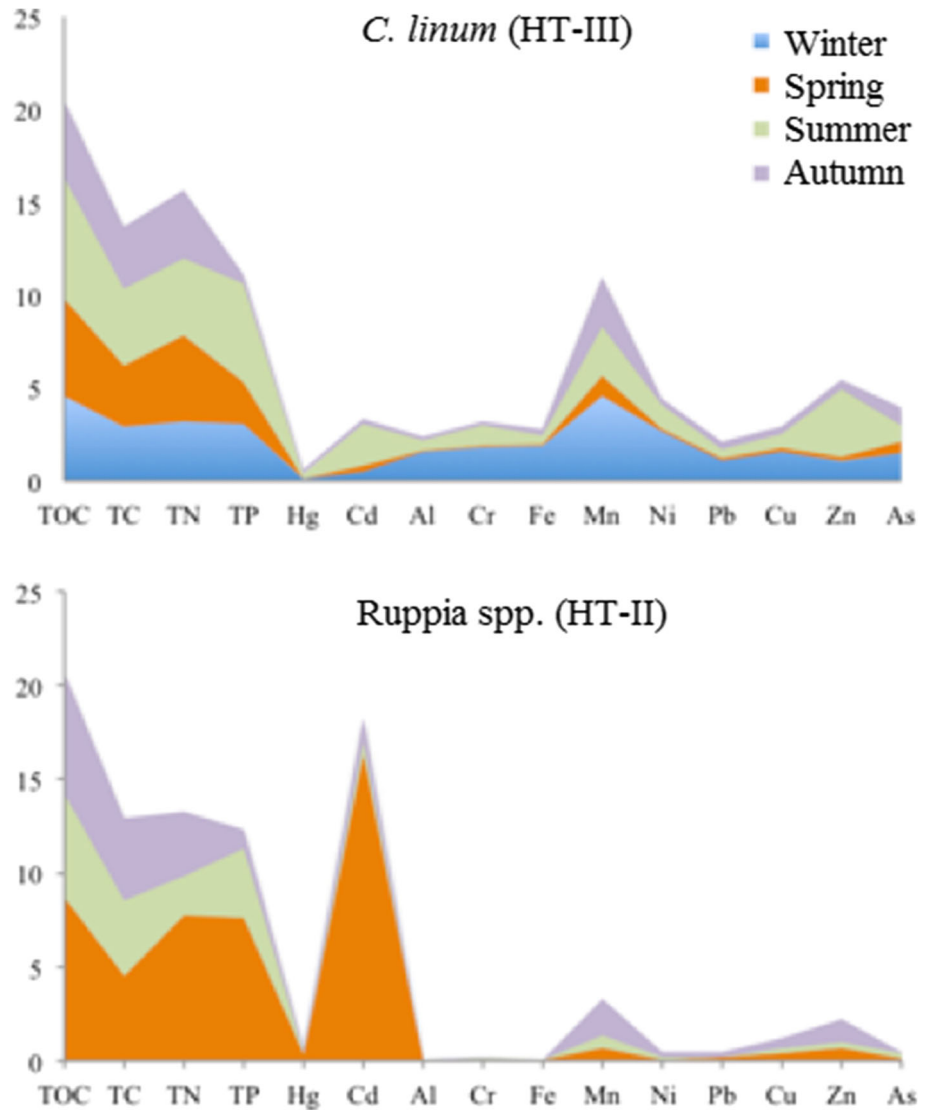 C. linum (HT-III)
Winter
Spring
Summer
Autumn
25
20
15
10
5
0
TOC TC TN TP Hg Cd Al Cr Fe Mn Ni Pb Cu Zn As
Ruppia spp. (HT-II)
25
20
15
10
5
0
TOC TC TN TP Hg Cd Al Cr Fe Mn Ni Pb Cu Zn As